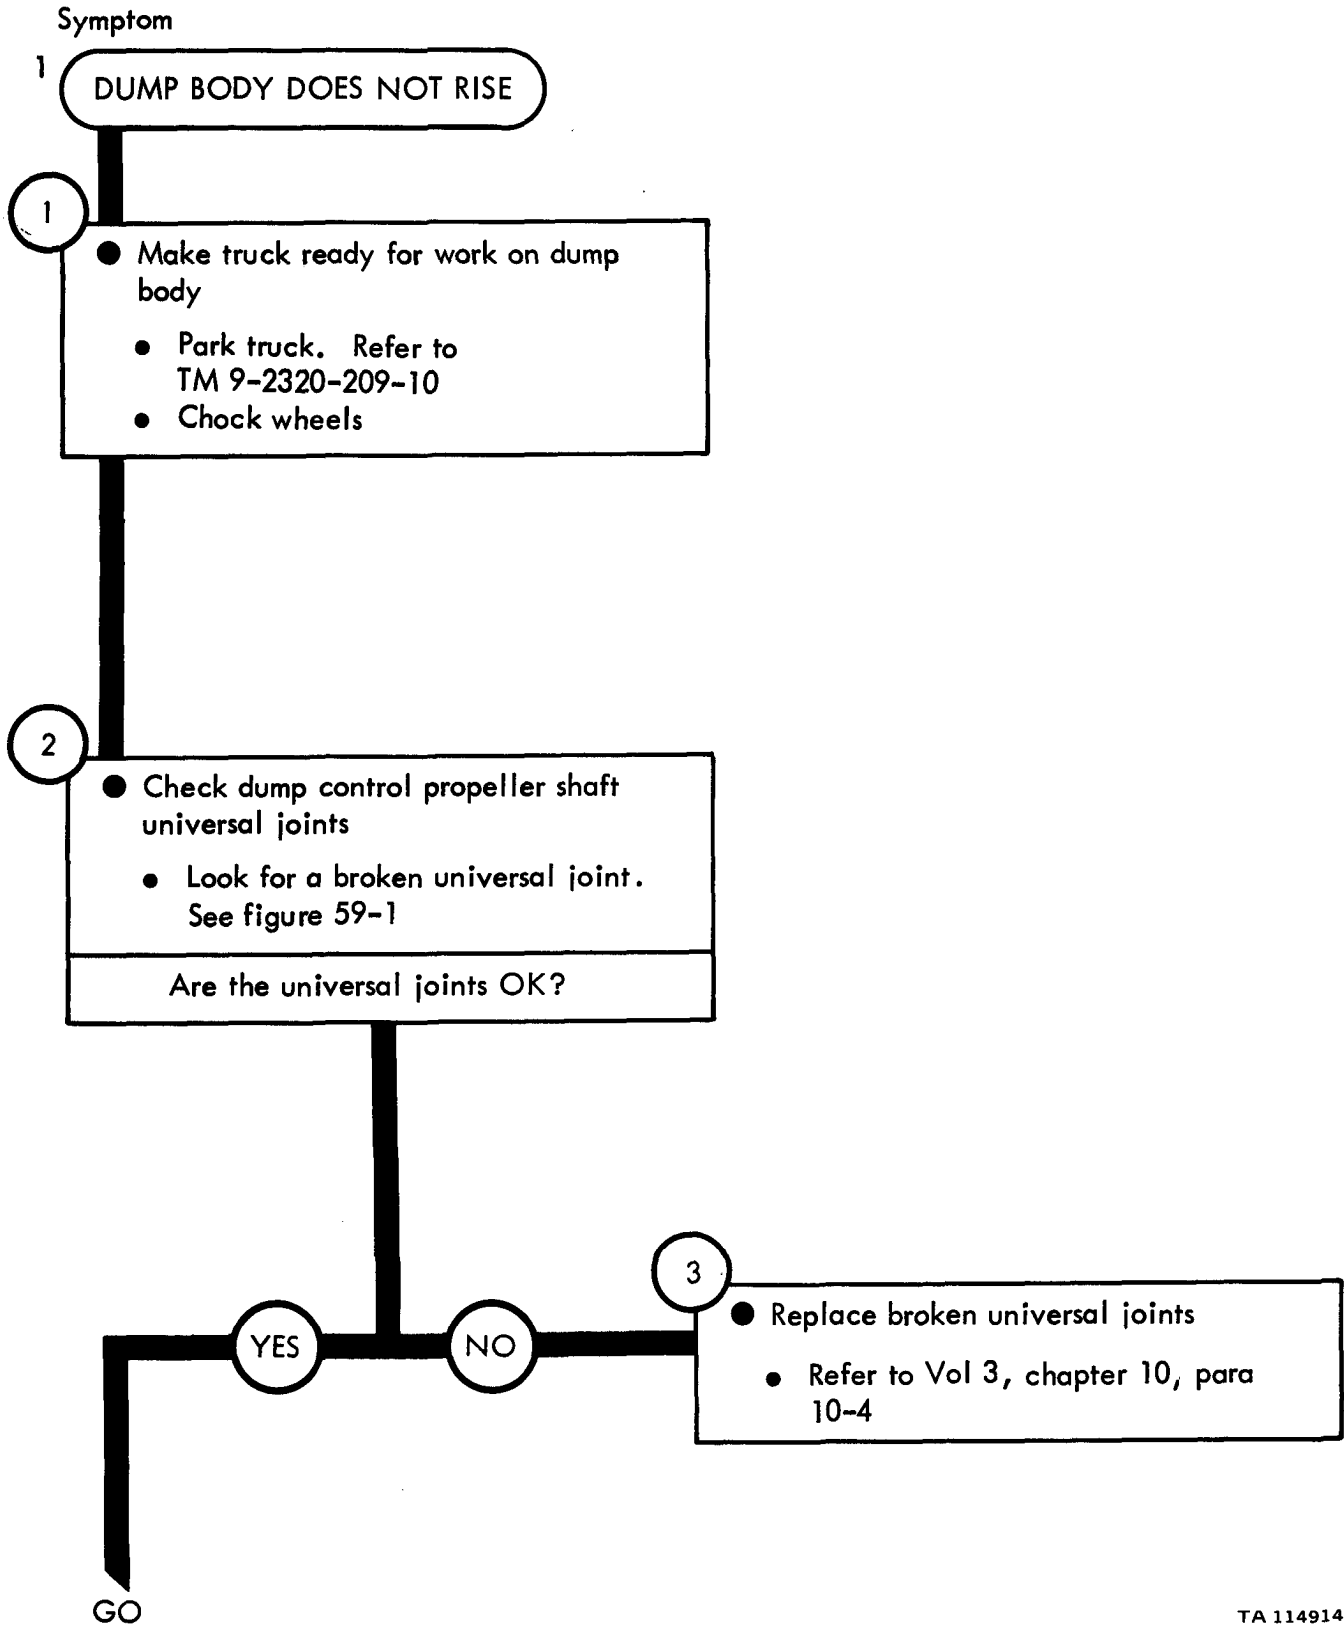 Symptom
1
DUMP BODY DOES NOT RISE
1
● Make truck ready for work on dump
body
● Park truck. Refer to
TM 9-2320-209-10
● Chock wheels
2
● Check dump control propeller shaft
universal joints
● Look for a broken universal joint.
See figure 59-1
Are the universal joints OK?
3
● Replace broken universal joints
● Refer to Vol 3, chapter 10, para
10-4
YES
NO
GO
TA 114914